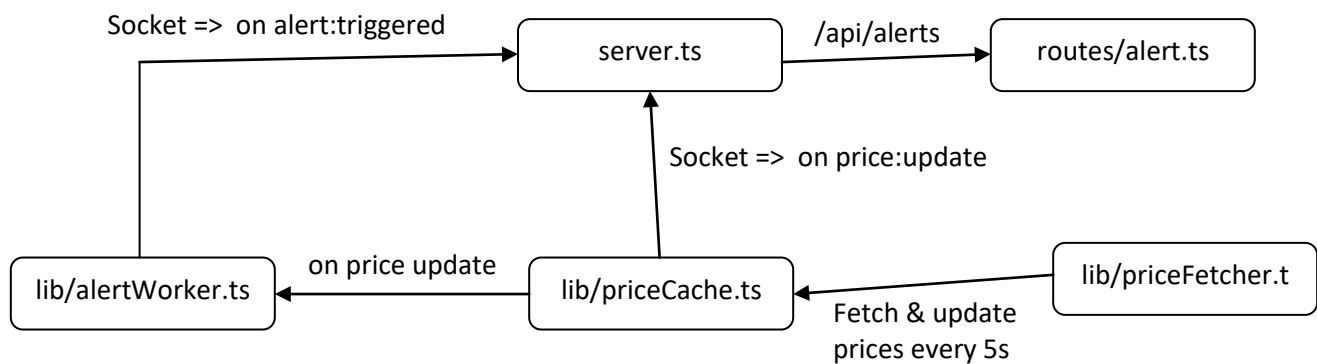 Socket => on alert:triggered
server.ts
/api/alerts
routes/alert.ts
Socket => on price:update
lib/alertWorker.ts
on price update
lib/priceCache.ts
lib/priceFetcher.t
Fetch & update
prices every 5s